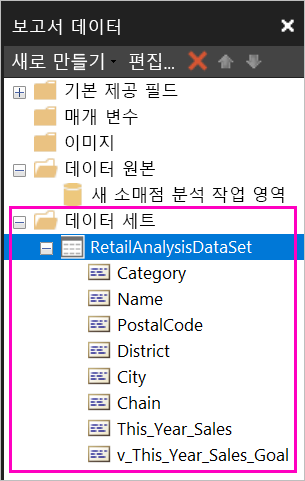 보고서 데이터
새로 만들기 편집...
기본 제공 필드
매개 변수
이미지
데이터 원본
새 소매점 분석 작업 영역
데이터 세트
RetailAnalysisDataSet
Category
Name
PostalCode
District
City
Chain
This_Year_Sales
v_This_Year_Sales_Goal